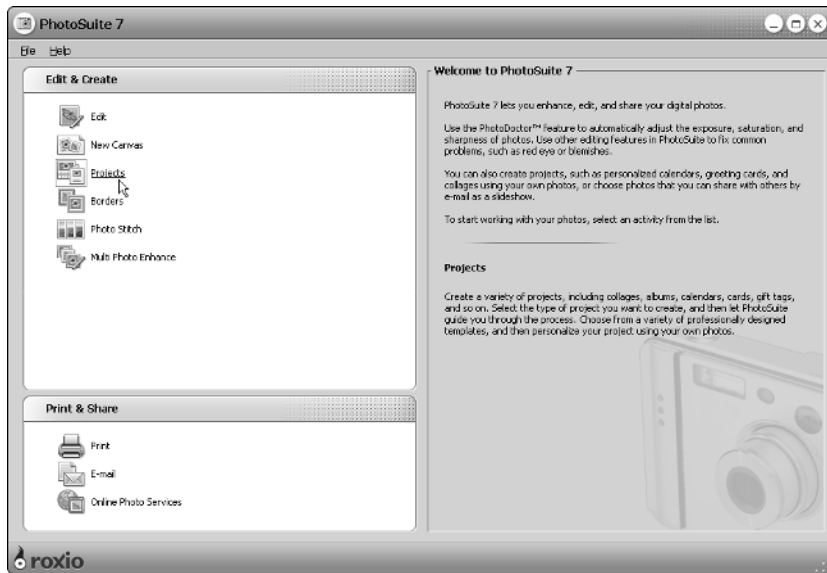 PhotoSuite 7
File Help
Edit & Create
Edit
New Canvas
Projects
Borders
Photo Stitch
Multi Photo Enhance
Print & Share
Print
E-mail
Online Photo Services
Welcome to PhotoSuite 7
PhotoSuite 7 lets you enhance, edit, and share your digital photos.
Use the PhotoDoctor™ feature to automatically adjust the exposure, saturation, and
sharpness of photos. Use other editing features in PhotoSuite to fix common
problems, such as red eye or blemishes.
You can also create projects, such as personalized calendars, greeting cards, and
collages using your own photos, or choose photos that you can share with others by
e-mail as a slideshow.
To start working with your photos, select an activity from the list.
Projects
Create a variety of projects, including collages, albums, calendars, cards, gift tags,
and so on. Select the type of project you want to create, and then let PhotoSuite
guide you through the process. Choose from a variety of professionally designed
templates, and then personalize your project using your own photos.
roxio